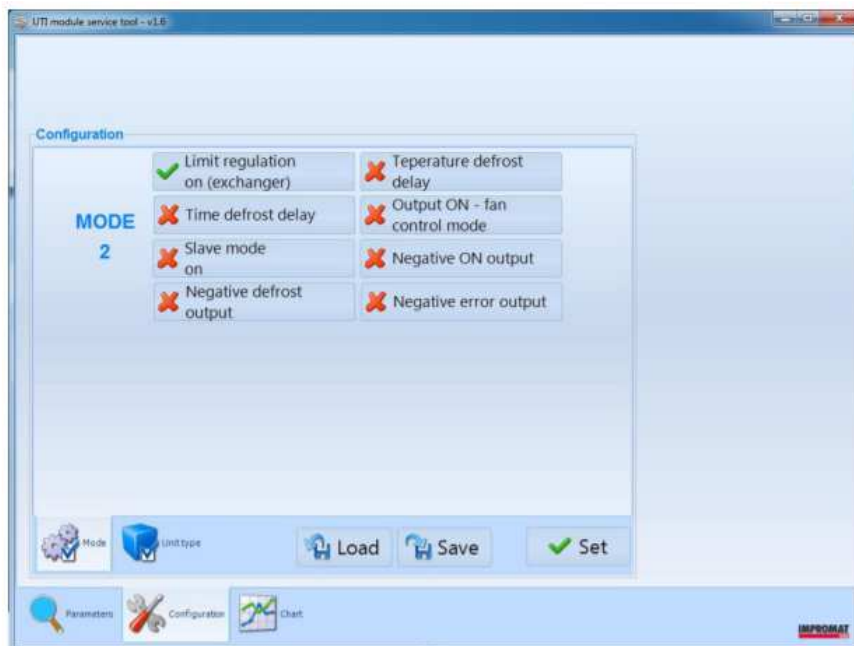 UTI module service tool - v1.6
Configuration
MODE
2
Limit regulation
on (exchanger)
Teperature defrost
delay
Time defrost delay
Output ON - fan
control mode
Slave mode
on
Negative ON output
Negative defrost
output
Negative error output
Mode
Unit type
Load
Save
Set
Parameters
Configuration
Chart
IMPROMAT